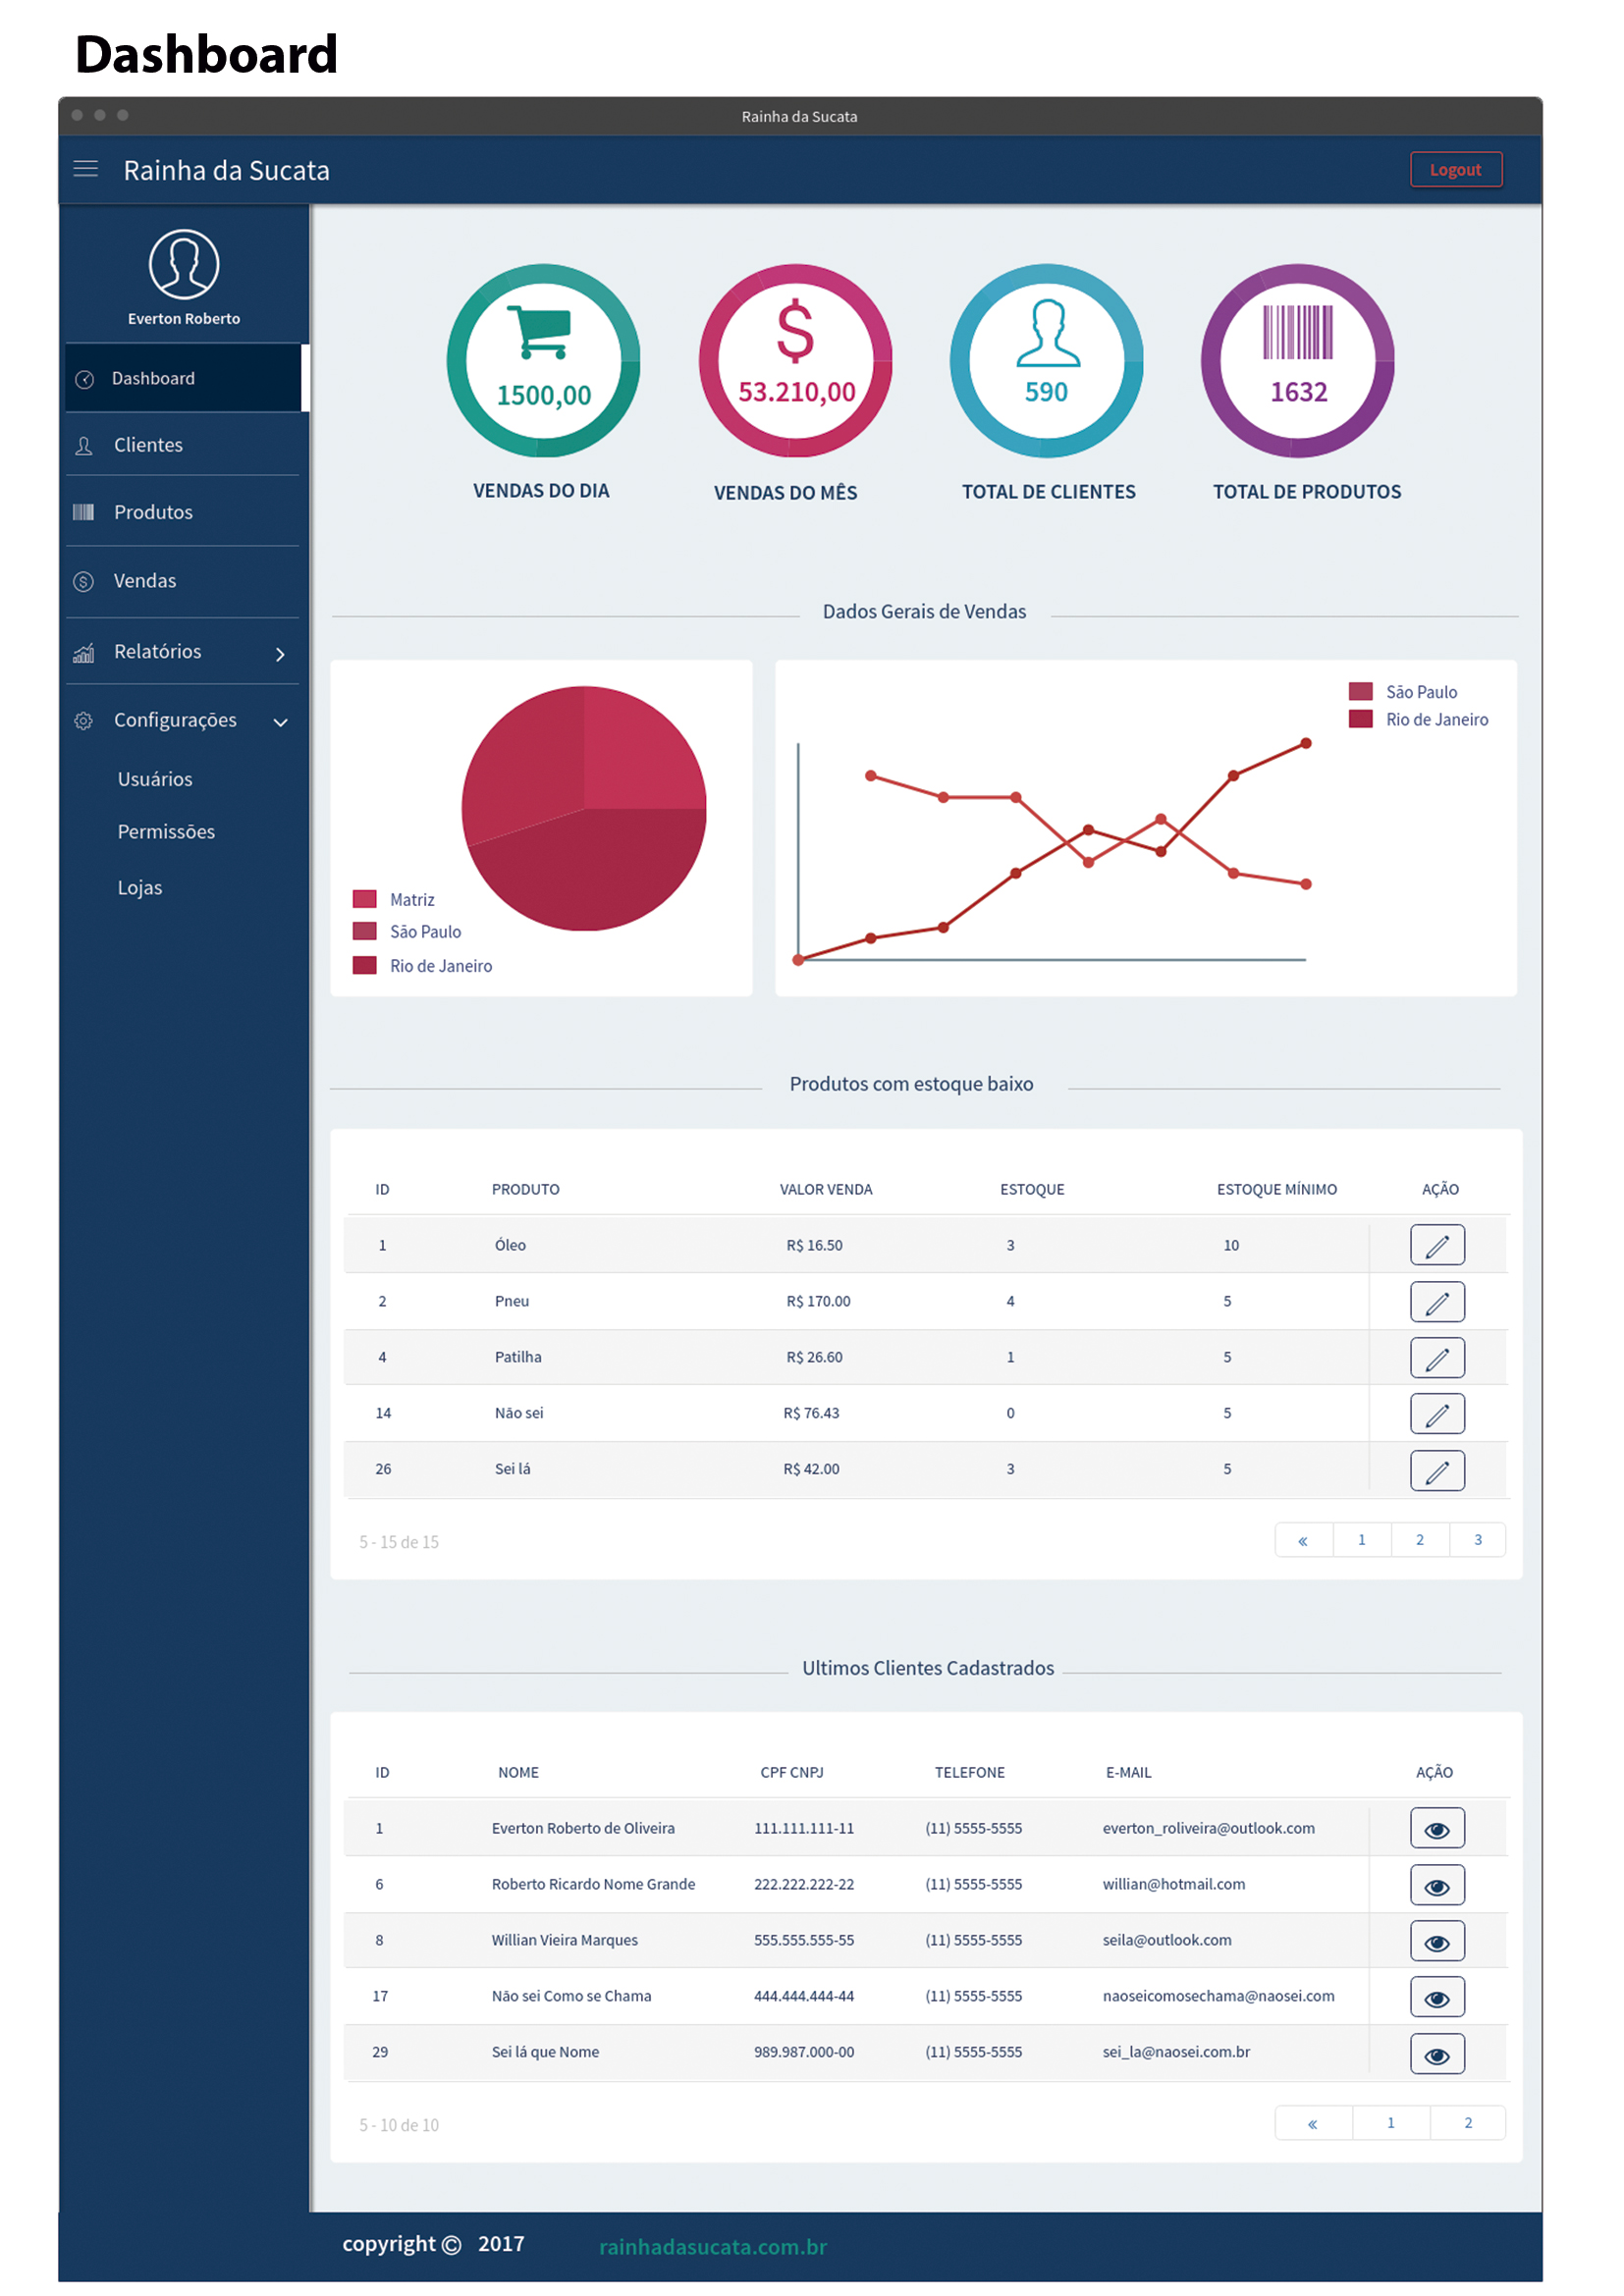 Dashboard
Rainha da Sucata
Rainha da Sucata
Logout
Everton Roberto
Dashboard
Clientes
Produtos
Vendas
Relatórios
Configurações
Usuários
Permissões
Lojas
1500,00
53.210,00
590
1632
VENDAS DO DIA
VENDAS DO MÊS
TOTAL DE CLIENTES
TOTAL DE PRODUTOS
Dados Gerais de Vendas
Matriz
São Paulo
Rio de Janeiro
São Paulo
Rio de Janeiro
Produtos com estoque baixo
ID PRODUTO VALOR VENDA ESTOQUE ESTOQUE MÍNIMO AÇÃO
1 Óleo R$ 16.50 3 10
2 Pneu R$ 170.00 4 5
4 Patilha R$ 26.60 1 5
14 Não sei R$ 76.43 0 5
26 Sei lá R$ 42.00 3 5
5 - 15 de 15 « 1 2 3
Ultimos Clientes Cadastrados
ID NOME CPF CNPJ TELEFONE E-MAIL AÇÃO
1 Everton Roberto de Oliveira 111.111.111-11 (11) 5555-5555 everton_roliveira@outlook.com
6 Roberto Ricardo Nome Grande 222.222.222-22 (11) 5555-5555 willian@hotmail.com
8 Willian Vieira Marques 555.555.555-55 (11) 5555-5555 seila@outlook.com
17 Não sei Como se Chama 444.444.444-44 (11) 5555-5555 naoseicomosechama@naosei.com
29 Sei lá que Nome 989.987.000-00 (11) 5555-5555 sei_la@naosei.com.br
5 - 10 de 10 « 1 2
copyright © 2017 rainhadasucata.com.br